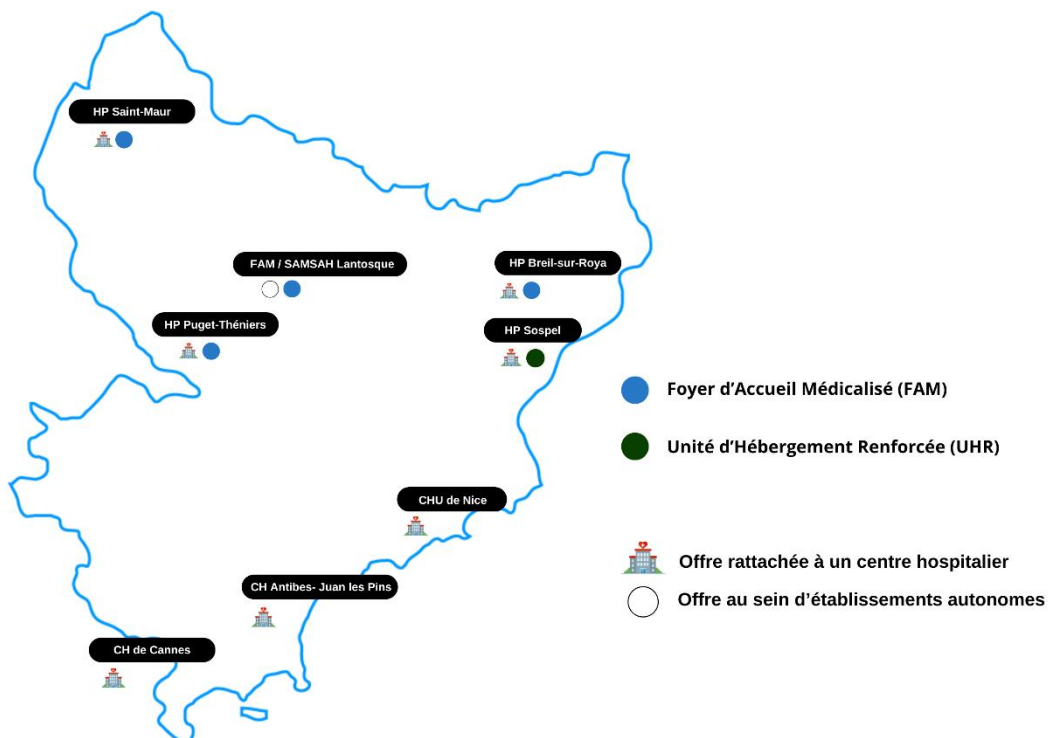 HP Saint-Maur
FAM / SAMSAH Lantosque
HP Breil-sur-Roya
HP Puget-Théniers
HP Sospel
Foyer d’Accueil Médicalisé (FAM)
Unité d’Hébergement Renforcée (UHR)
CHU de Nice
Offre rattachée à un centre hospitalier
CH Antibes- Juan les Pins
Offre au sein d’établissements autonomes
CH de Cannes